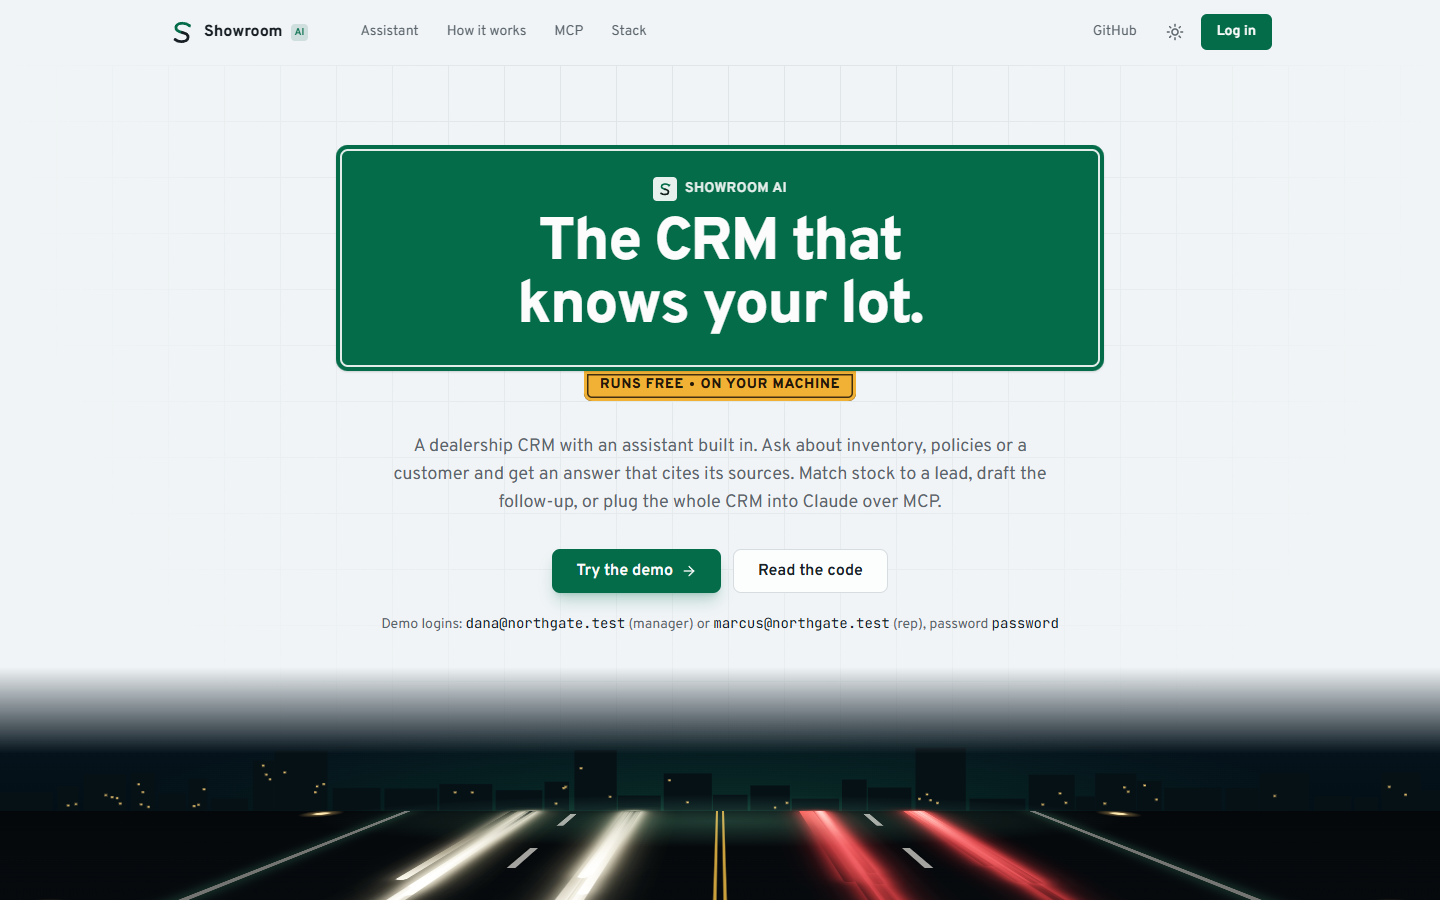 Showroom AI
Assistant
How it works
MCP
Stack
GitHub
Log in
SHOWROOM AI
The CRM that
knows your lot.
RUNS FREE • ON YOUR MACHINE
A dealership CRM with an assistant built in. Ask about inventory, policies or a
customer and get an answer that cites its sources. Match stock to a lead, draft the
follow-up, or plug the whole CRM into Claude over MCP.
Try the demo →
Read the code
Demo logins: dana@northgate.test (manager) or marcus@northgate.test (rep), password password